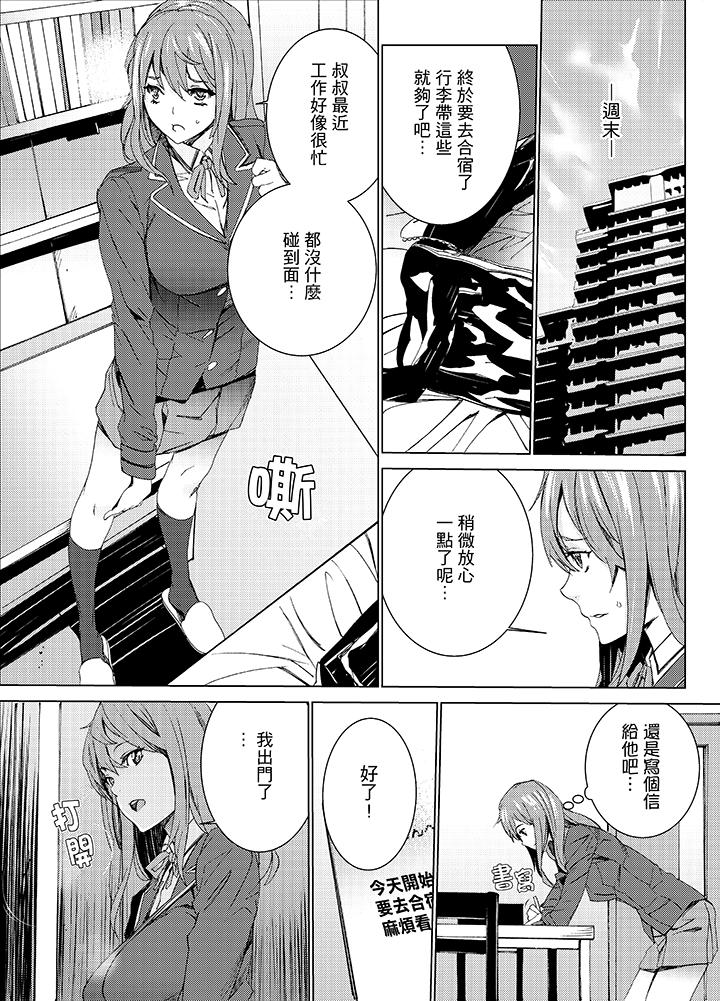 ─週末─
終於要去合宿了
行李帶這些
就夠了吧…
叔叔最近
工作好像很忙
都沒什麼
碰到面…
嘶
稍微放心
一點了呢…
還是寫個信
給他吧…
書寫
好了！
今天開始
要去合宿
麻煩看
我出門了
…
打開